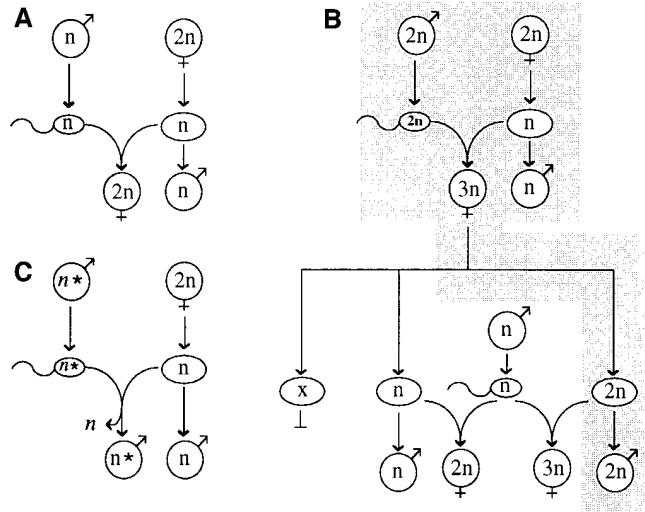 A
n ♂ 2n ♀
n n
2n ♀ n ♂
B
2n ♂ 2n ♀
2n n
3n ♀ n ♂
n ♂
x n n 2n
⊥
n ♂ 2n ♀ 3n ♀ 2n ♂
C
n* ♂ 2n ♀
n* n
n
n* ♂ n ♂